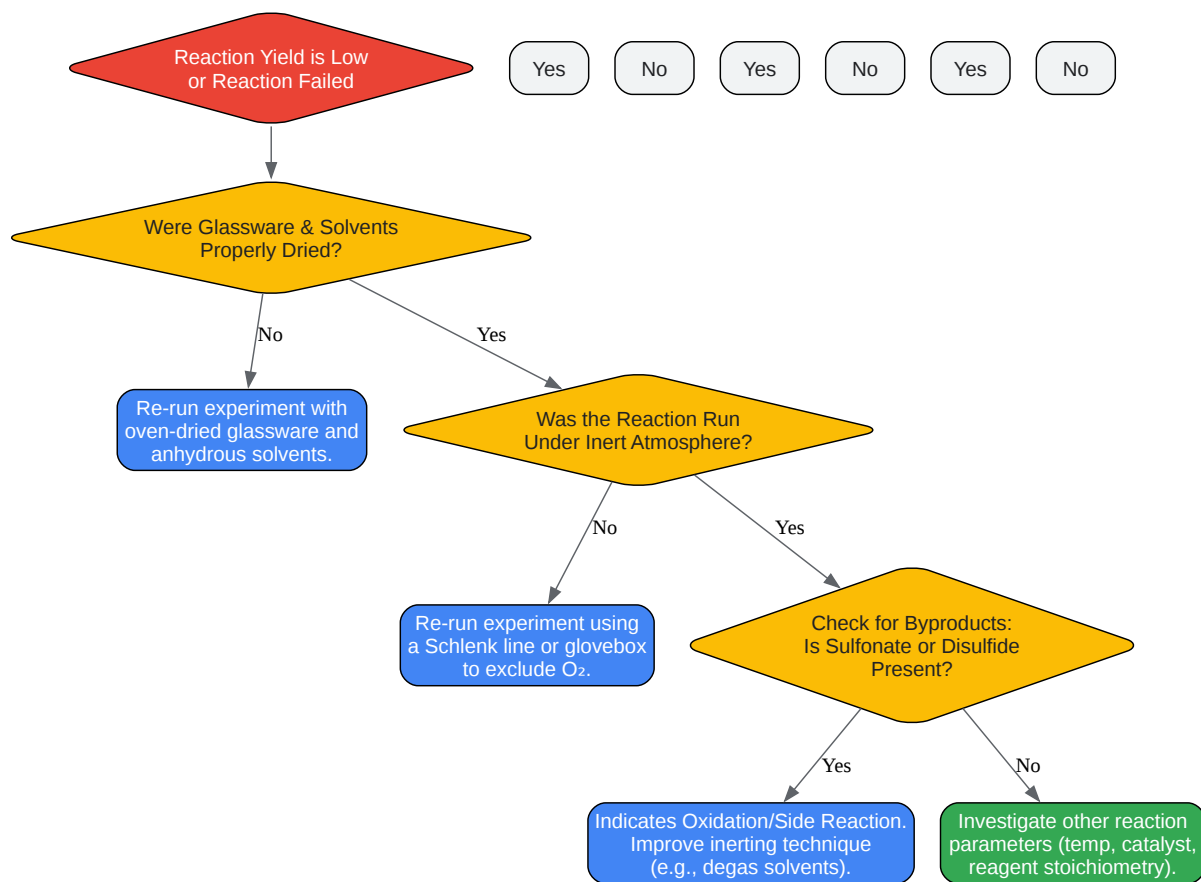 Reaction Yield is Low
or Reaction Failed
Yes
No
Yes
No
Yes
No
Were Glassware & Solvents
Properly Dried?
No
Yes
Re-run experiment with
oven-dried glassware and
anhydrous solvents.
Was the Reaction Run
Under Inert Atmosphere?
No
Yes
Re-run experiment using
a Schlenk line or glovebox
to exclude O₂.
Check for Byproducts:
Is Sulfonate or Disulfide
Present?
Yes
No
Indicates Oxidation/Side Reaction.
Improve inerting technique
(e.g., degas solvents).
Investigate other reaction
parameters (temp, catalyst,
reagent stoichiometry).